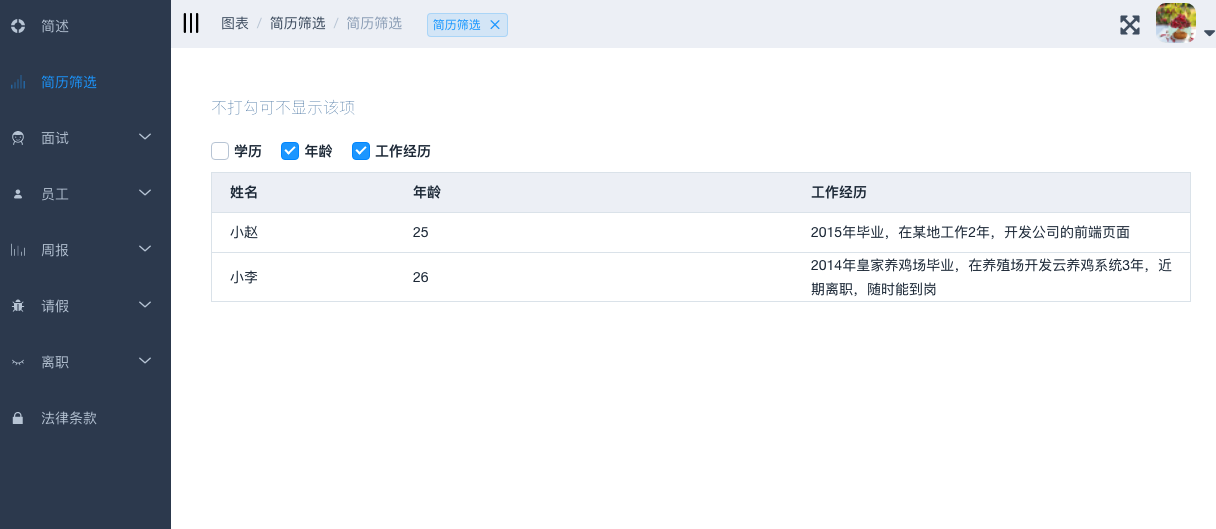 简述
简历筛选
面试
员工
周报
请假
离职
法律条款
图表 / 简历筛选 / 简历筛选
简历筛选
不打勾可不显示该项
学历 年龄 工作经历
姓名 年龄 工作经历
小赵 25 2015年毕业，在某地工作2年，开发公司的前端页面
小李 26 2014年皇家养鸡场毕业，在养殖场开发云养鸡系统3年，近
期离职，随时能到岗